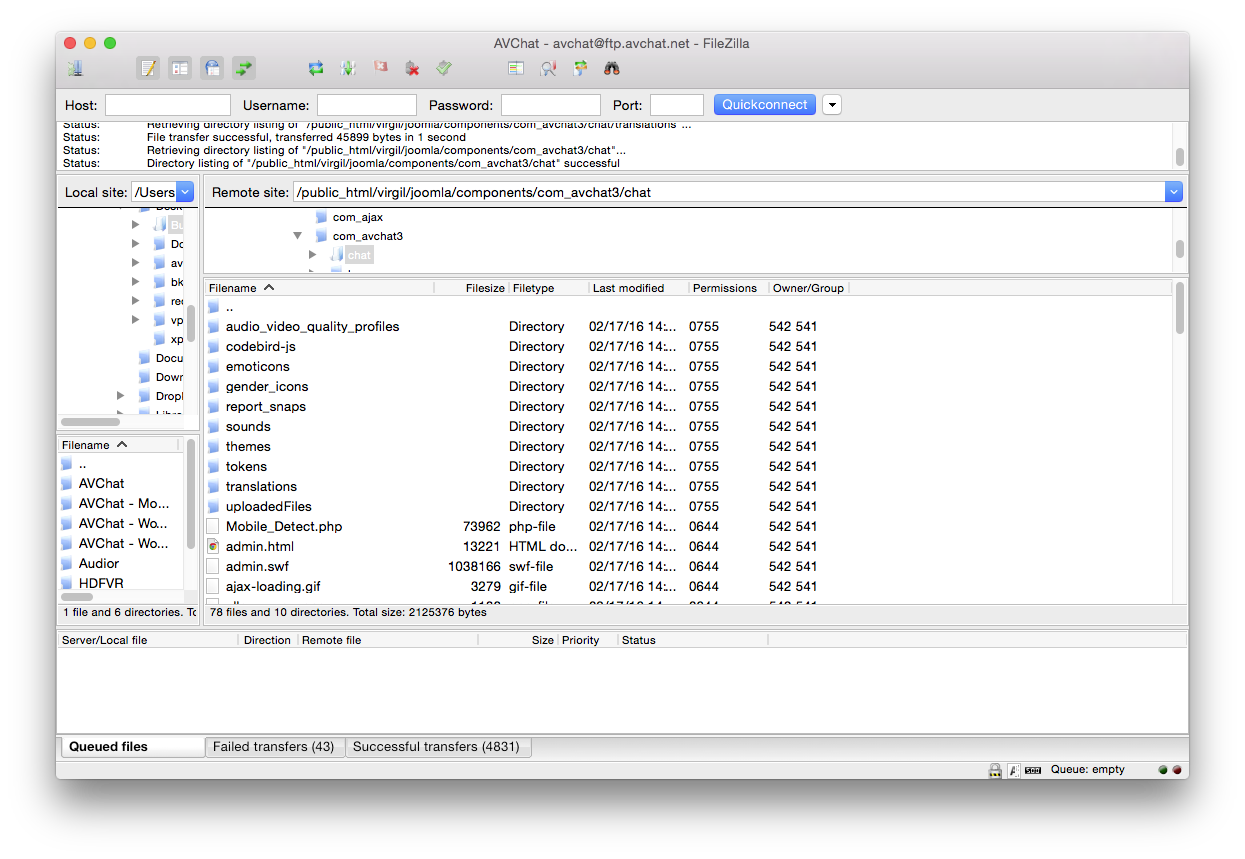 AVChat - avchat@ftp.avchat.net - FileZilla
Host: Username: Password: Port: Quickconnect
Status: Retrieving directory listing of "/public_html/virgil/joomla/components/com_avchat3/chat/translations"...
Status: File transfer successful, transferred 45899 bytes in 1 second
Status: Retrieving directory listing of "/public_html/virgil/joomla/components/com_avchat3/chat"...
Status: Directory listing of "/public_html/virgil/joomla/components/com_avchat3/chat" successful
Local site: /Users
Bu
Do
av
bk
rec
vp
xp
Docu
Down
Dropl
Filename
..
AVChat
AVChat - Mo...
AVChat - Wo...
AVChat - Wo...
Audior
HDFVR
1 file and 6 directories. To
Remote site: /public_html/virgil/joomla/components/com_avchat3/chat
com_ajax
com_avchat3
chat
Filename Filesize Filetype Last modified Permissions Owner/Group
..
audio_video_quality_profiles Directory 02/17/16 14:... 0755 542 541
codebird-js Directory 02/17/16 14:... 0755 542 541
emoticons Directory 02/17/16 14:... 0755 542 541
gender_icons Directory 02/17/16 14:... 0755 542 541
report_snaps Directory 02/17/16 14:... 0755 542 541
sounds Directory 02/17/16 14:... 0755 542 541
themes Directory 02/17/16 14:... 0755 542 541
tokens Directory 02/17/16 14:... 0755 542 541
translations Directory 02/17/16 14:... 0755 542 541
uploadedFiles Directory 02/17/16 14:... 0755 542 541
Mobile_Detect.php 73962 php-file 02/17/16 14:... 0644 542 541
admin.html 13221 HTML do... 02/17/16 14:... 0644 542 541
admin.swf 1038166 swf-file 02/17/16 14:... 0644 542 541
ajax-loading.gif 3279 gif-file 02/17/16 14:... 0644 542 541
78 files and 10 directories. Total size: 2125376 bytes
Server/Local file Direction Remote file Size Priority Status
Queued files Failed transfers (43) Successful transfers (4831)
Queue: empty